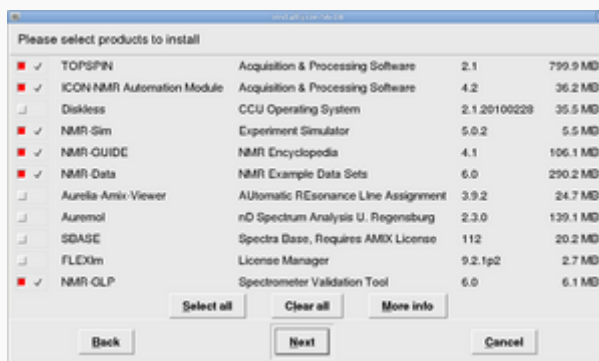 Please select products to install
TOPSPIN Acquisition & Processing Software 2.1 799.9 MB
ICON-NMR Automation Module Acquisition & Processing Software 4.2 36.2 MB
Diskless CCU Operating System 2.1.20100228 35.5 MB
NMR-Sim Experiment Simulator 5.0.2 5.5 MB
NMR-GUIDE NMR Encyclopedia 4.1 106.1 MB
NMR-Data NMR Example Data Sets 6.0 290.2 MB
Aurelia-Amix-Viewer AUtomatic REsonance LIne Assignment 3.9.2 24.7 MB
Auremol nD Spectrum Analysis U. Regensburg 2.3.0 139.1 MB
SBASE Spectra Base, Requires AMIX License 112 20.2 MB
FLEXlm License Manager 9.2.1p2 2.7 MB
NMR-GLP Spectrometer Validation Tool 6.0 6.1 MB
Select all Clear all More info
Back Next Cancel